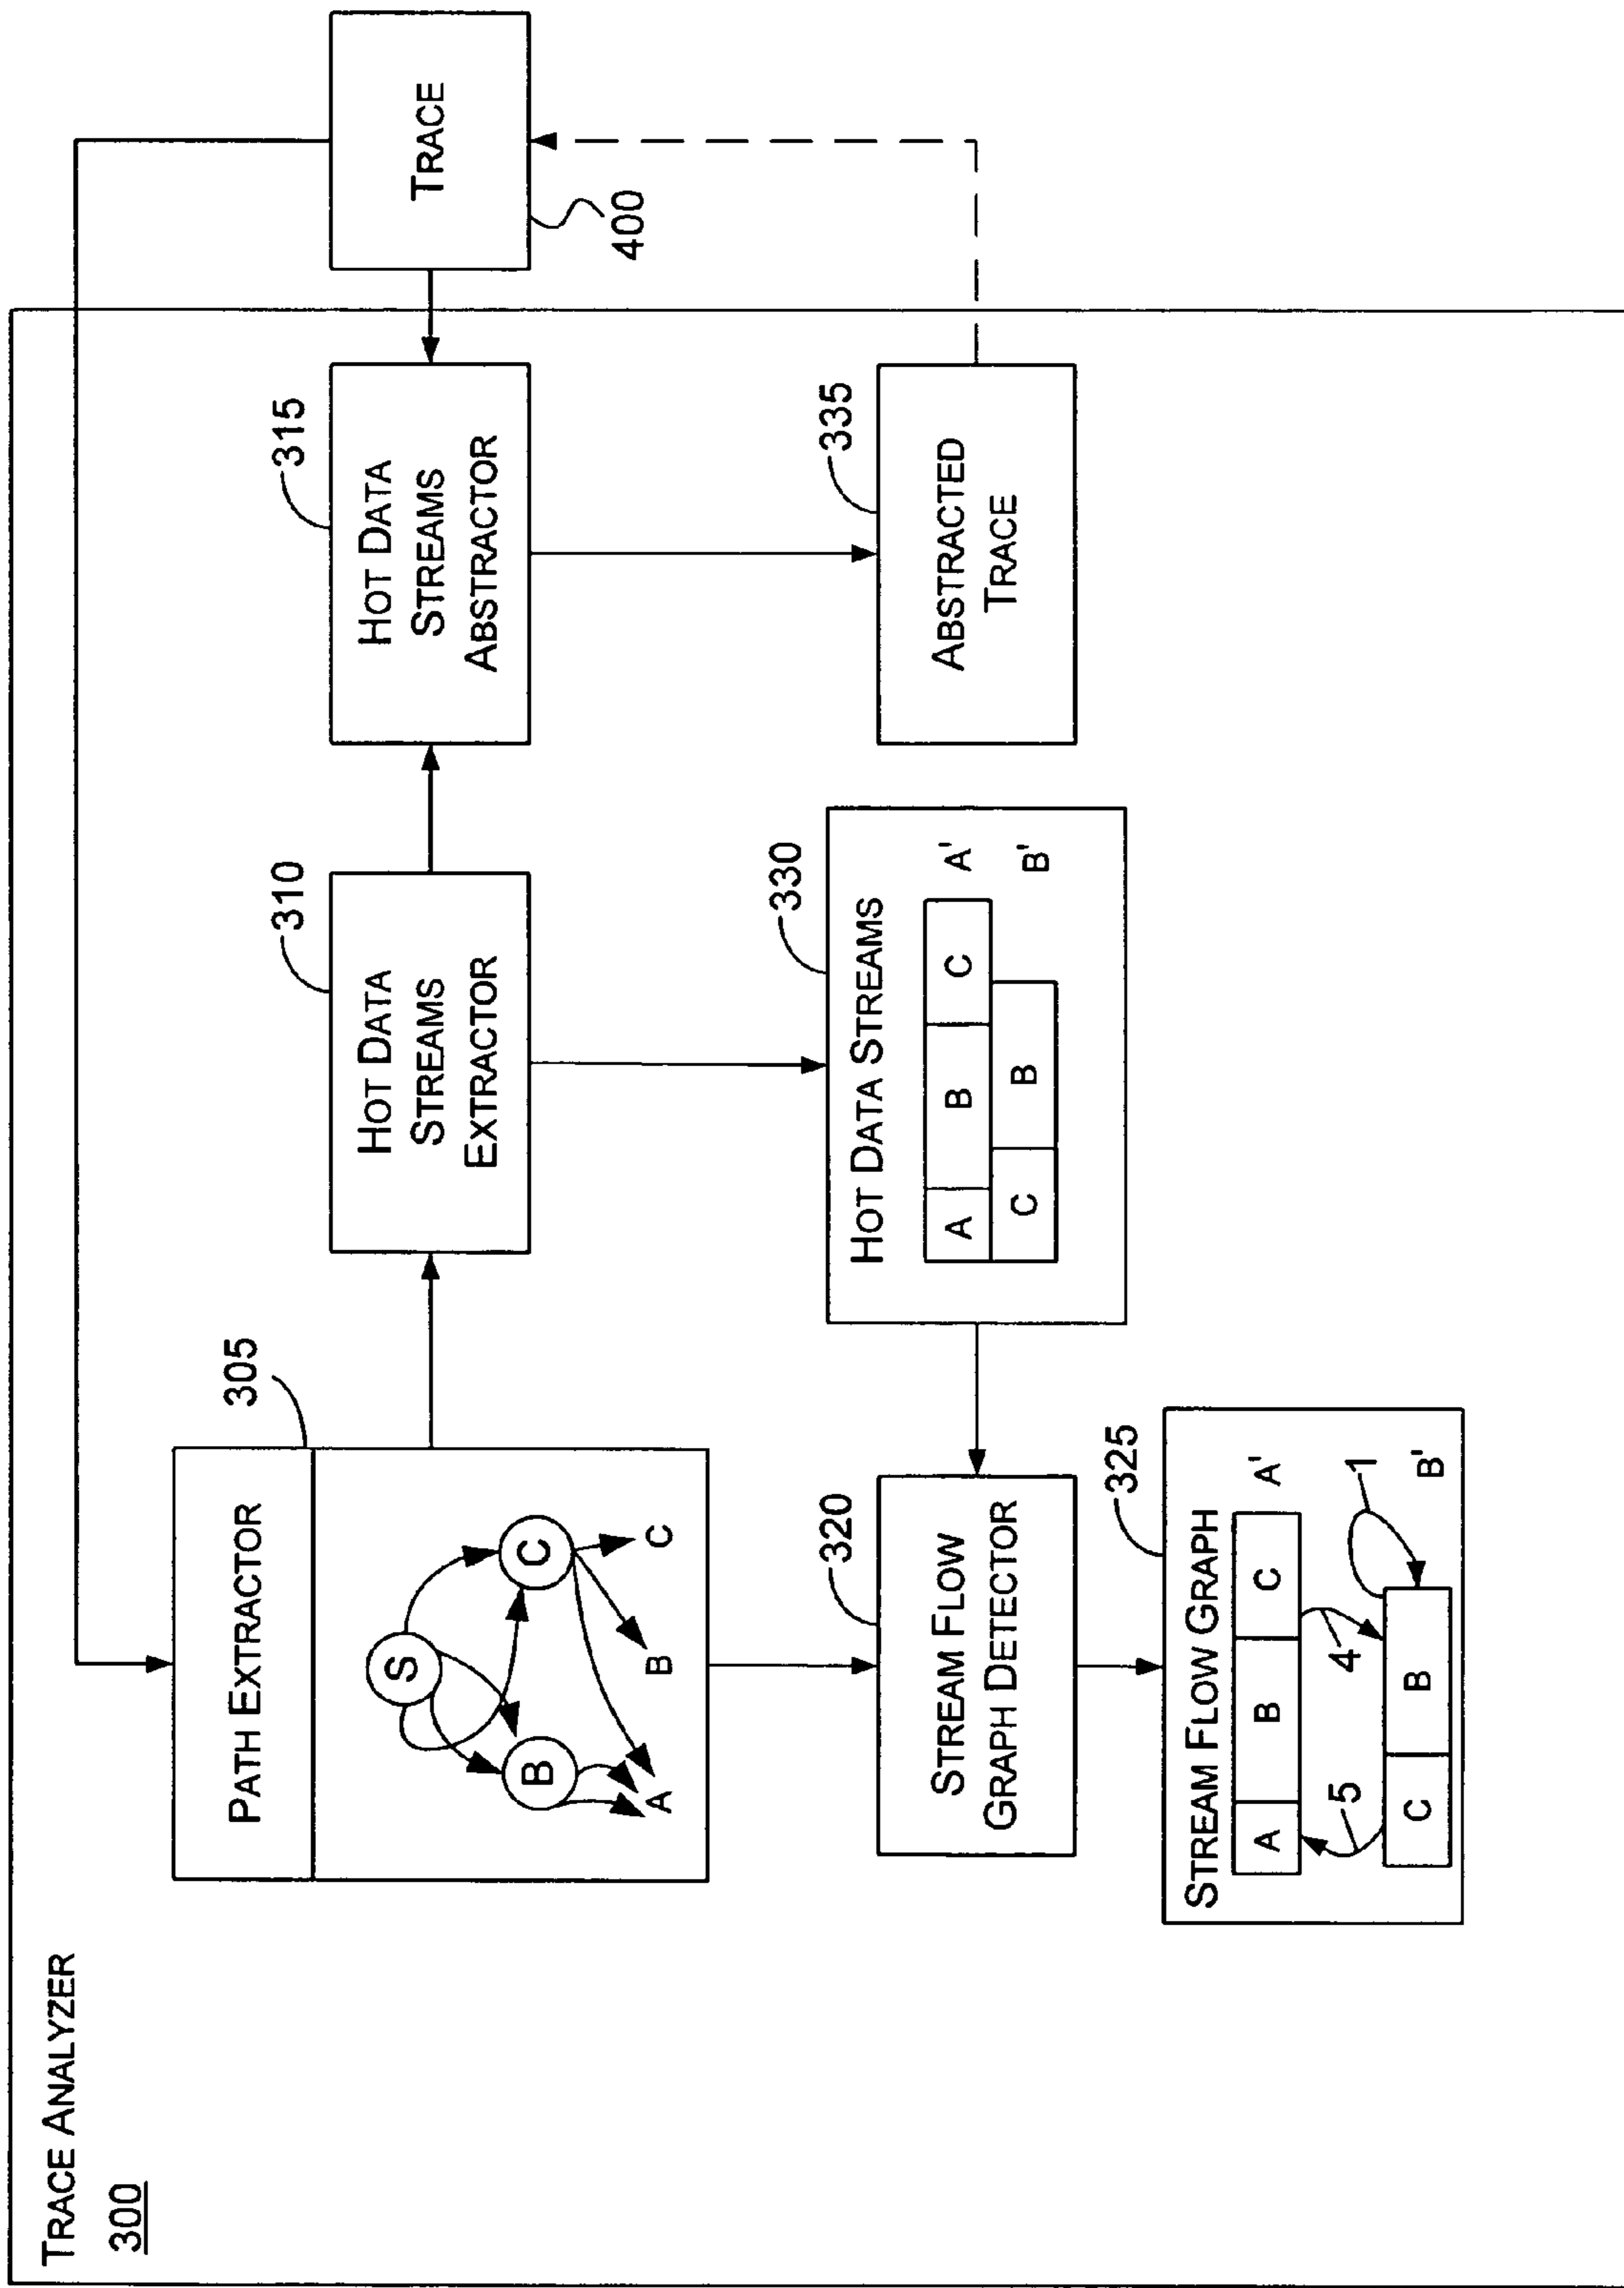 TRACE ANALYZER
300
PATH EXTRACTOR
305
S
B
C
A
B
C
HOT DATA
STREAMS
EXTRACTOR
310
HOT DATA
STREAMS
ABSTRACTOR
315
TRACE
400
STREAM FLOW
GRAPH DETECTOR
320
HOT DATA STREAMS
330
A B C A'
C B B'
ABSTRACTED
TRACE
335
STREAM FLOW GRAPH
325
A B C A'
5 4 1
C B B'